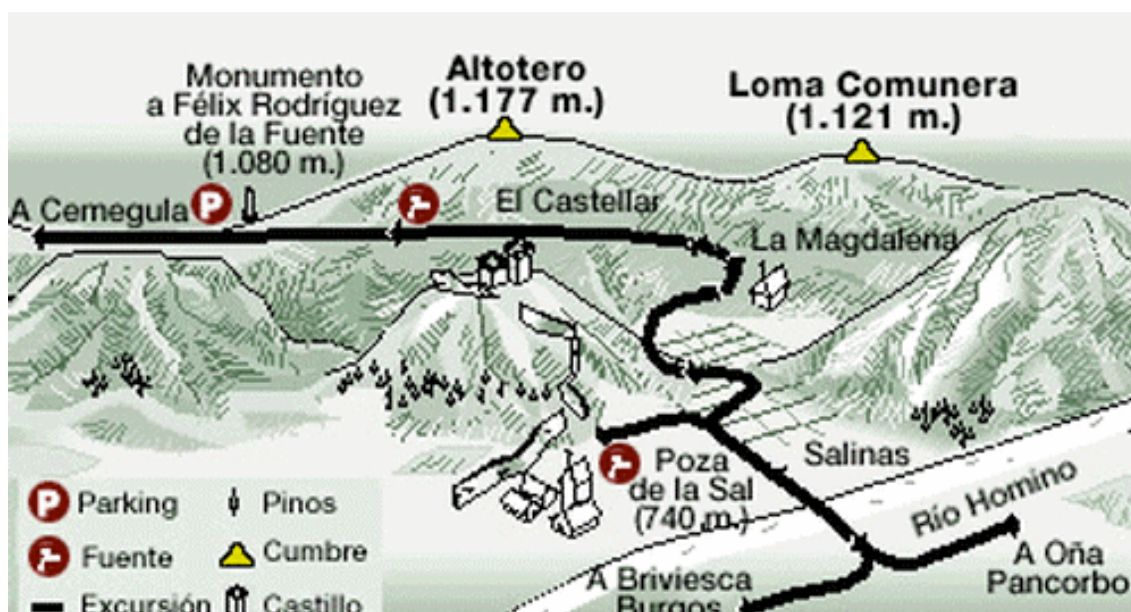 Monumento
a Félix Rodríguez
de la Fuente
(1.080 m.)
Altotero
(1.177 m.)
Loma Comunera
(1.121 m.)
A Cernegula
P
El Castellar
La Magdalena
Poza
de la Sal
(740 m.)
Salinas
Río Homino
A Oña
Pancorbo
A Briviesca
Burgos
P Parking
Pinos
Fuente
Cumbre
Excursión
Castillo